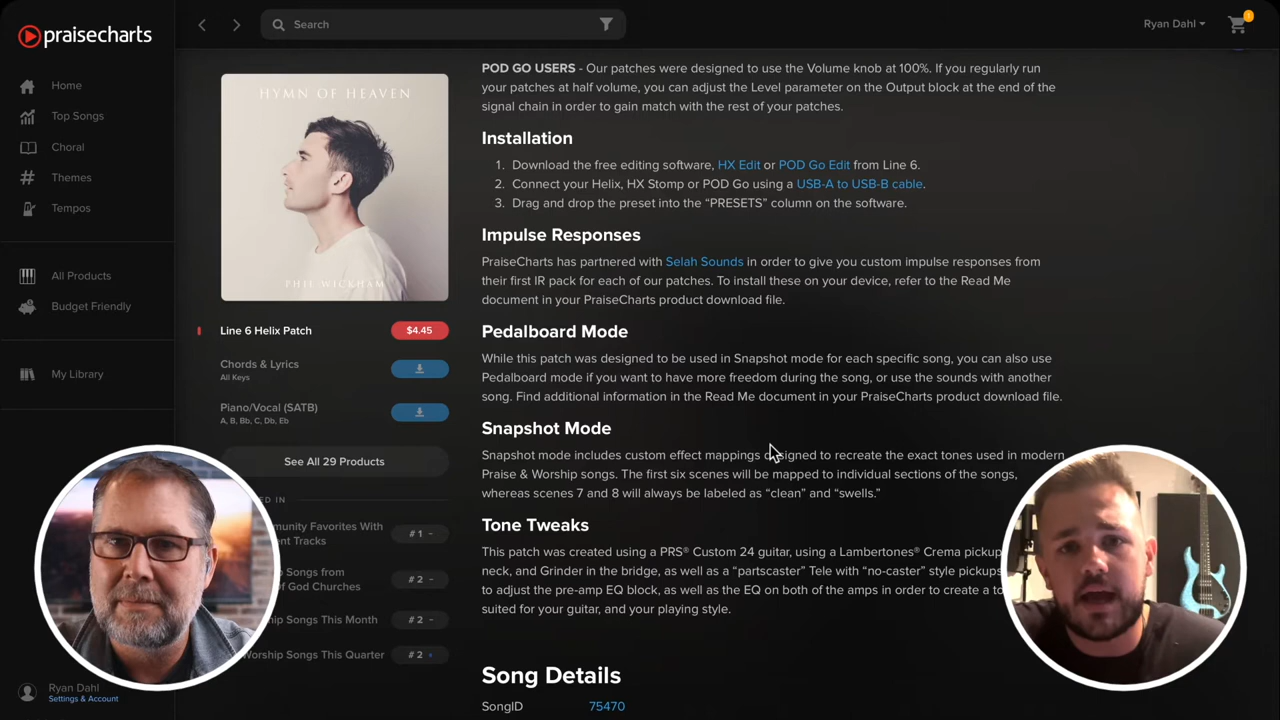 praisecharts
Search
Ryan Dahl
1
Home
Top Songs
Choral
Themes
Tempos
All Products
Budget Friendly
My Library
Ryan Dahl
Settings & Account
HYMN OF HEAVEN
PHIL WICKHAM
Line 6 Helix Patch
$4.45
Chords & Lyrics
All Keys
Piano/Vocal (SATB)
A, B, Bb, C, Db, Eb
See All 29 Products
ED IN
munity Favorites With
ent Tracks
# 1 -
p Songs from
of God Churches
# 2 -
hip Songs This Month
# 2 -
Worship Songs This Quarter
# 2
POD GO USERS - Our patches were designed to use the Volume knob at 100%. If you regularly run
your patches at half volume, you can adjust the Level parameter on the Output block at the end of the
signal chain in order to gain match with the rest of your patches.
Installation
1. Download the free editing software, HX Edit or POD Go Edit from Line 6.
2. Connect your Helix, HX Stomp or POD Go using a USB-A to USB-B cable.
3. Drag and drop the preset into the “PRESETS” column on the software.
Impulse Responses
PraiseCharts has partnered with Selah Sounds in order to give you custom impulse responses from
their first IR pack for each of our patches. To install these on your device, refer to the Read Me
document in your PraiseCharts product download file.
Pedalboard Mode
While this patch was designed to be used in Snapshot mode for each specific song, you can also use
Pedalboard mode if you want to have more freedom during the song, or use the sounds with another
song. Find additional information in the Read Me document in your PraiseCharts product download file.
Snapshot Mode
Snapshot mode includes custom effect mappings designed to recreate the exact tones used in modern
Praise & Worship songs. The first six scenes will be mapped to individual sections of the songs,
whereas scenes 7 and 8 will always be labeled as “clean” and “swells.”
Tone Tweaks
This patch was created using a PRS® Custom 24 guitar, using a Lambertones® Crema pickup
neck, and Grinder in the bridge, as well as a “partscaster” Tele with “no-caster” style pickups
to adjust the pre-amp EQ block, as well as the EQ on both of the amps in order to create a to
suited for your guitar, and your playing style.
Song Details
SongID 75470